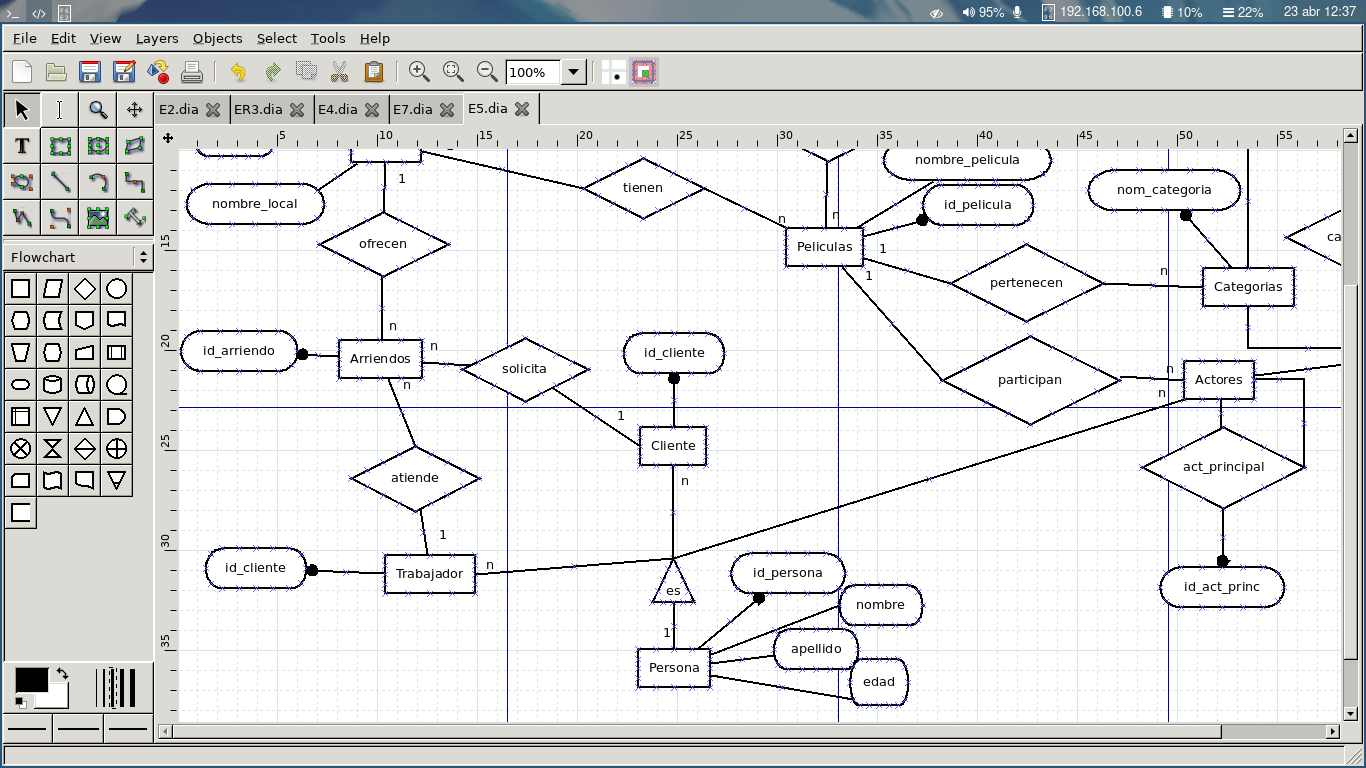 95%
192.168.100.6
10%
22%
23 abr 12:37
File Edit View Layers Objects Select Tools Help
100%
E2.dia
ER3.dia
E4.dia
E7.dia
E5.dia
5 10 15 20 25 30 35 40 45 50 55
15
20
25
30
35
T
Flowchart
nombre_pelicula
tienen
nom_categoria
1
nombre_local
id_pelicula
n
n
ofrecen
Peliculas
1
ca
1
n
pertenecen
Categorias
n
id_arriendo
Arriendos
n
solicita
id_cliente
n
participan
n
Actores
n
1
Cliente
act_principal
atiende
n
1
id_cliente
Trabajador
n
id_persona
es
id_act_princ
nombre
1
apellido
Persona
edad